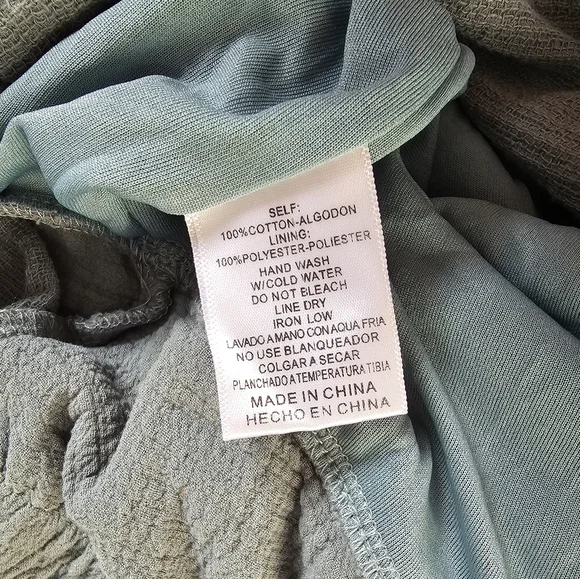 SELF:
100%COTTON-ALGODON
LINING:
100%POLYESTER-POLIESTER
HAND WASH
W/COLD WATER
DO NOT BLEACH
LINE DRY
IRON LOW
LAVADO A MANO CON AQUA FRIA
NO USE BLANQUEADOR
COLGAR A SECAR
PLANCHADO A TEMPERATURA TIBIA
MADE IN CHINA
HECHO EN CHINA